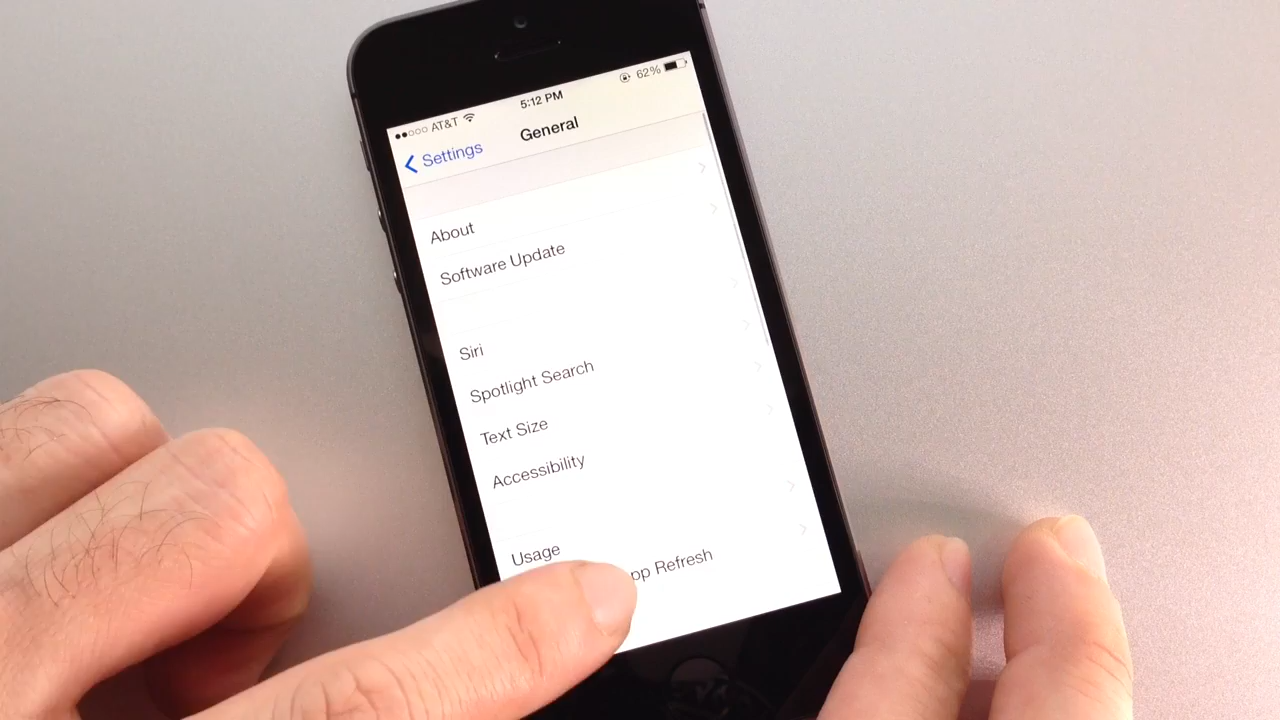 AT&T 5:12 PM 62%
Settings General
About
Software Update
Siri
Spotlight Search
Text Size
Accessibility
Usage
pp Refresh